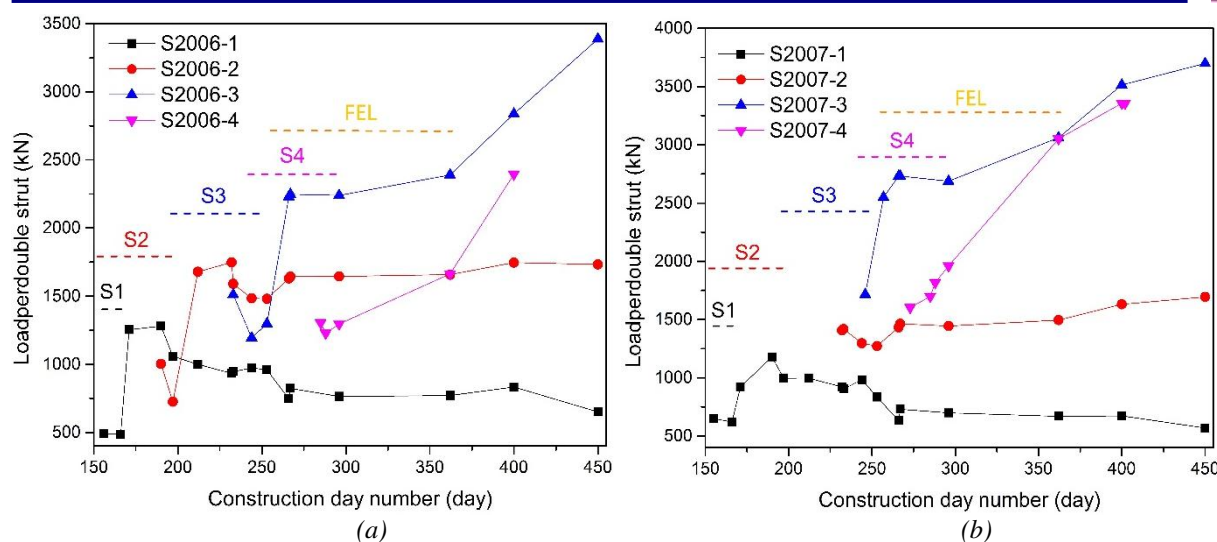 3500
3000
2500
2000
1750
1500
1250
1000
500
Loadperdouble strut (kN)
S2006-1
S2006-2
S2006-3
S2006-4
FEL
S4
S3
S2
S1
150 200 250 300 350 400 450
Construction day number (day)
(a)
4000
3500
3000
2500
2000
1500
1000
500
Loadperdouble strut (kN)
S2007-1
S2007-2
S2007-3
S2007-4
FEL
S4
S3
S2
S1
150 200 250 300 350 400 450
Construction day number (day)
(b)